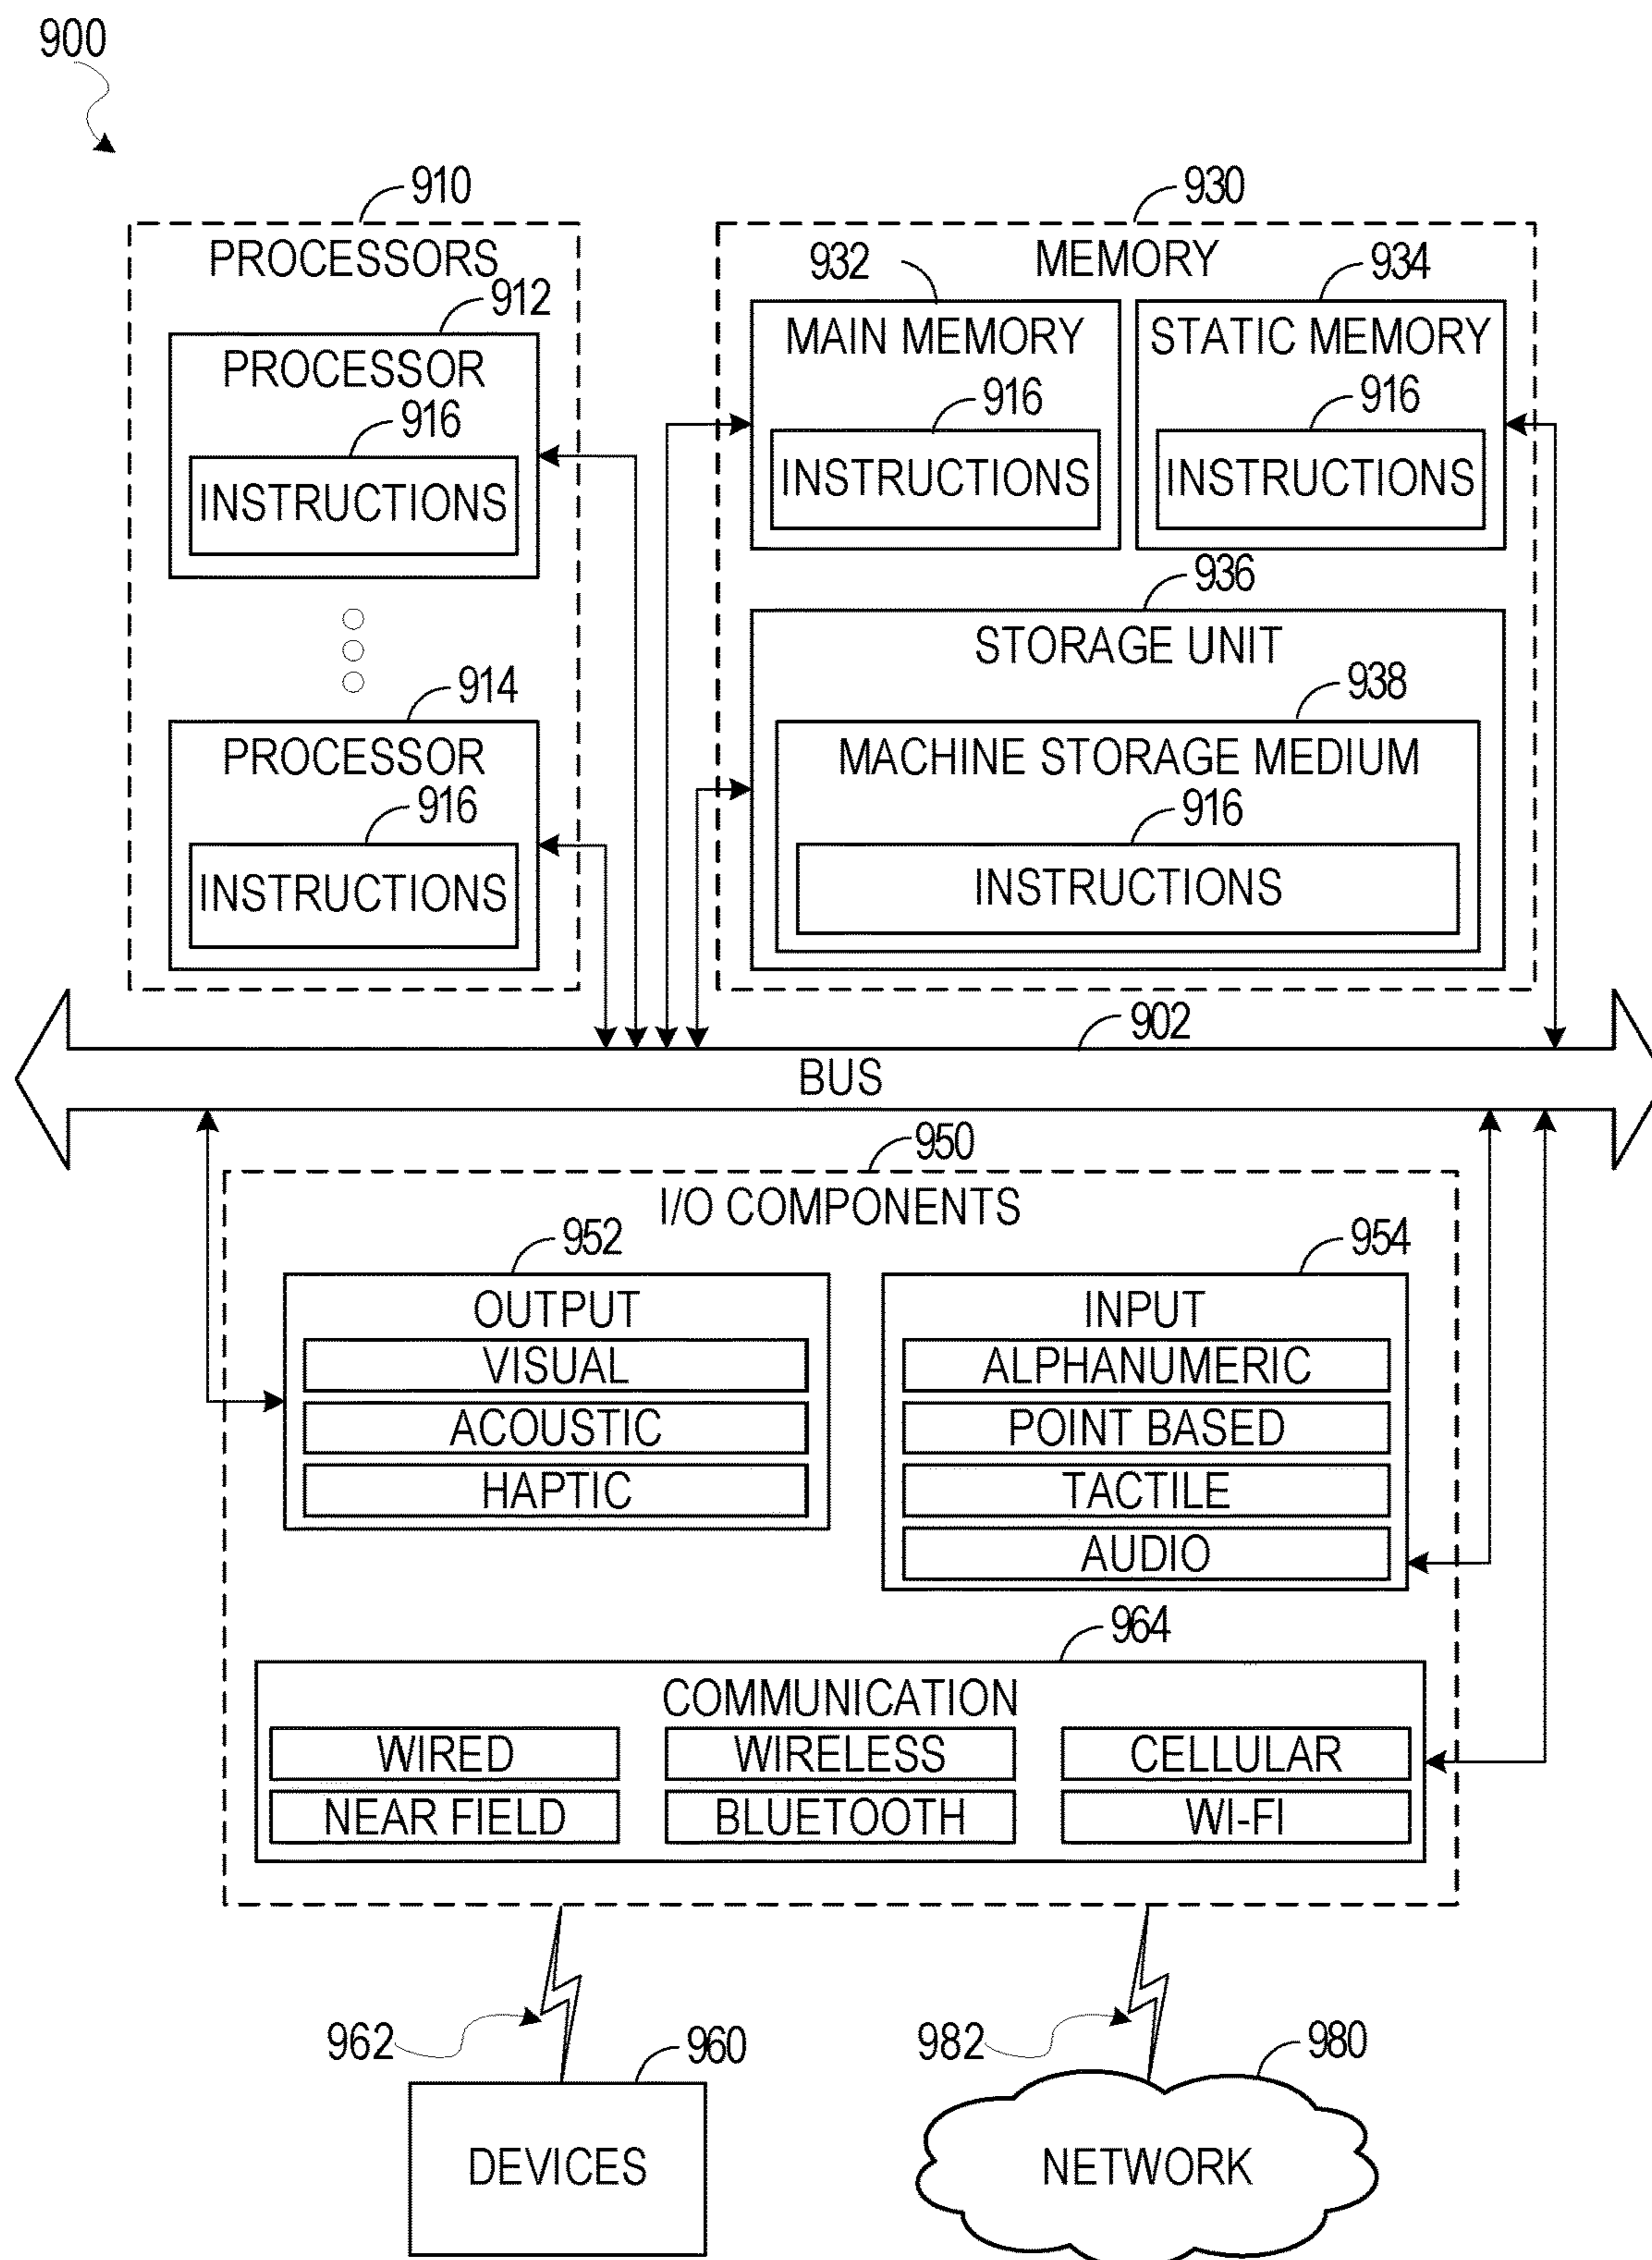 900
910
PROCESSORS
912
PROCESSOR
916
INSTRUCTIONS
914
PROCESSOR
916
INSTRUCTIONS
930
MEMORY
932
MAIN MEMORY
916
INSTRUCTIONS
934
STATIC MEMORY
916
INSTRUCTIONS
936
STORAGE UNIT
938
MACHINE STORAGE MEDIUM
916
INSTRUCTIONS
902
BUS
950
I/O COMPONENTS
952
OUTPUT
VISUAL
ACOUSTIC
HAPTIC
954
INPUT
ALPHANUMERIC
POINT BASED
TACTILE
AUDIO
964
COMMUNICATION
WIRED
WIRELESS
CELLULAR
NEAR FIELD
BLUETOOTH
WI-FI
962
960
DEVICES
982
980
NETWORK